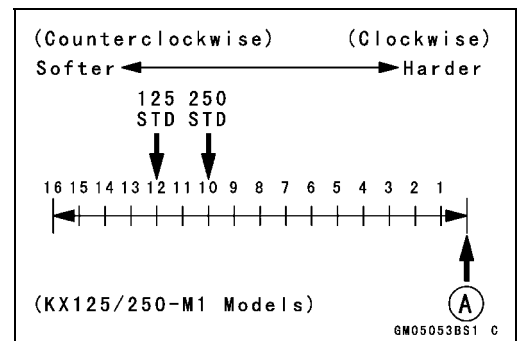 (Counterclockwise) (Clockwise)
Softer Harder
125 250
STD STD
16 15 14 13 12 11 10 9 8 7 6 5 4 3 2 1
(KX125/250-M1 Models) A
GM05053BS1 C